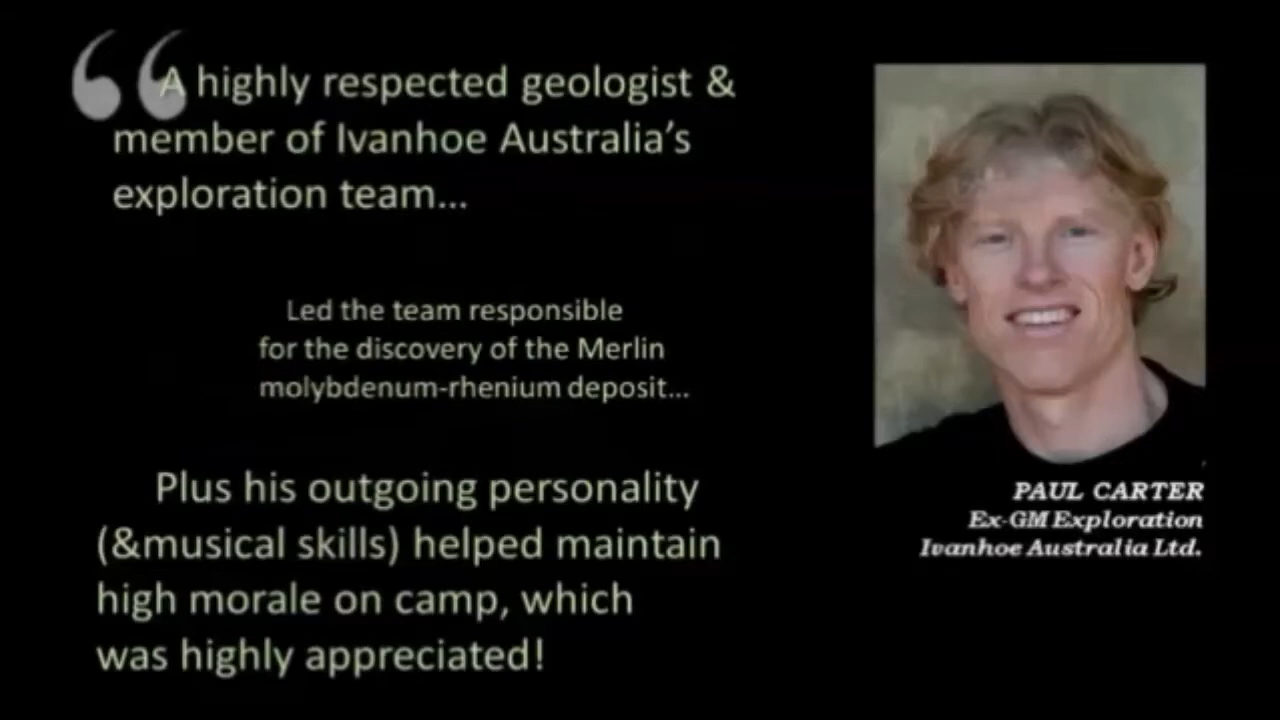 “A highly respected geologist &
member of Ivanhoe Australia’s
exploration team...
Led the team responsible
for the discovery of the Merlin
molybdenum-rhenium deposit...
Plus his outgoing personality
(&musical skills) helped maintain
high morale on camp, which
was highly appreciated!
PAUL CARTER
Ex-GM Exploration
Ivanhoe Australia Ltd.